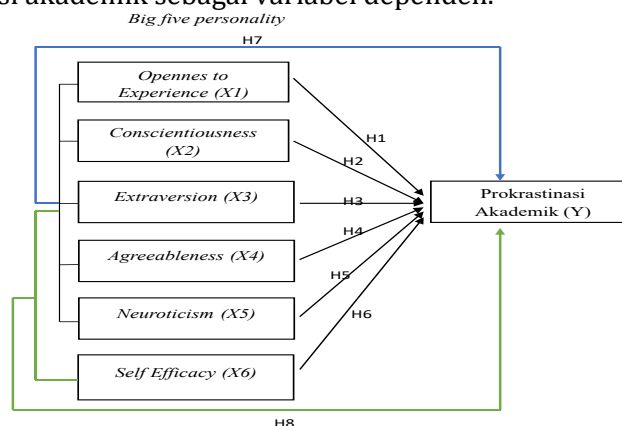 si akademik sebagai variabel dependen.
Big five personality
H7
Opennes to
Experience (X1)
H1
Conscientiousness
(X2)
H2
Extraversion (X3)
H3
Prokrastinasi
Akademik (Y)
Agreeableness (X4)
H4
H5
Neuroticism (X5)
H6
Self Efficacy (X6)
H8